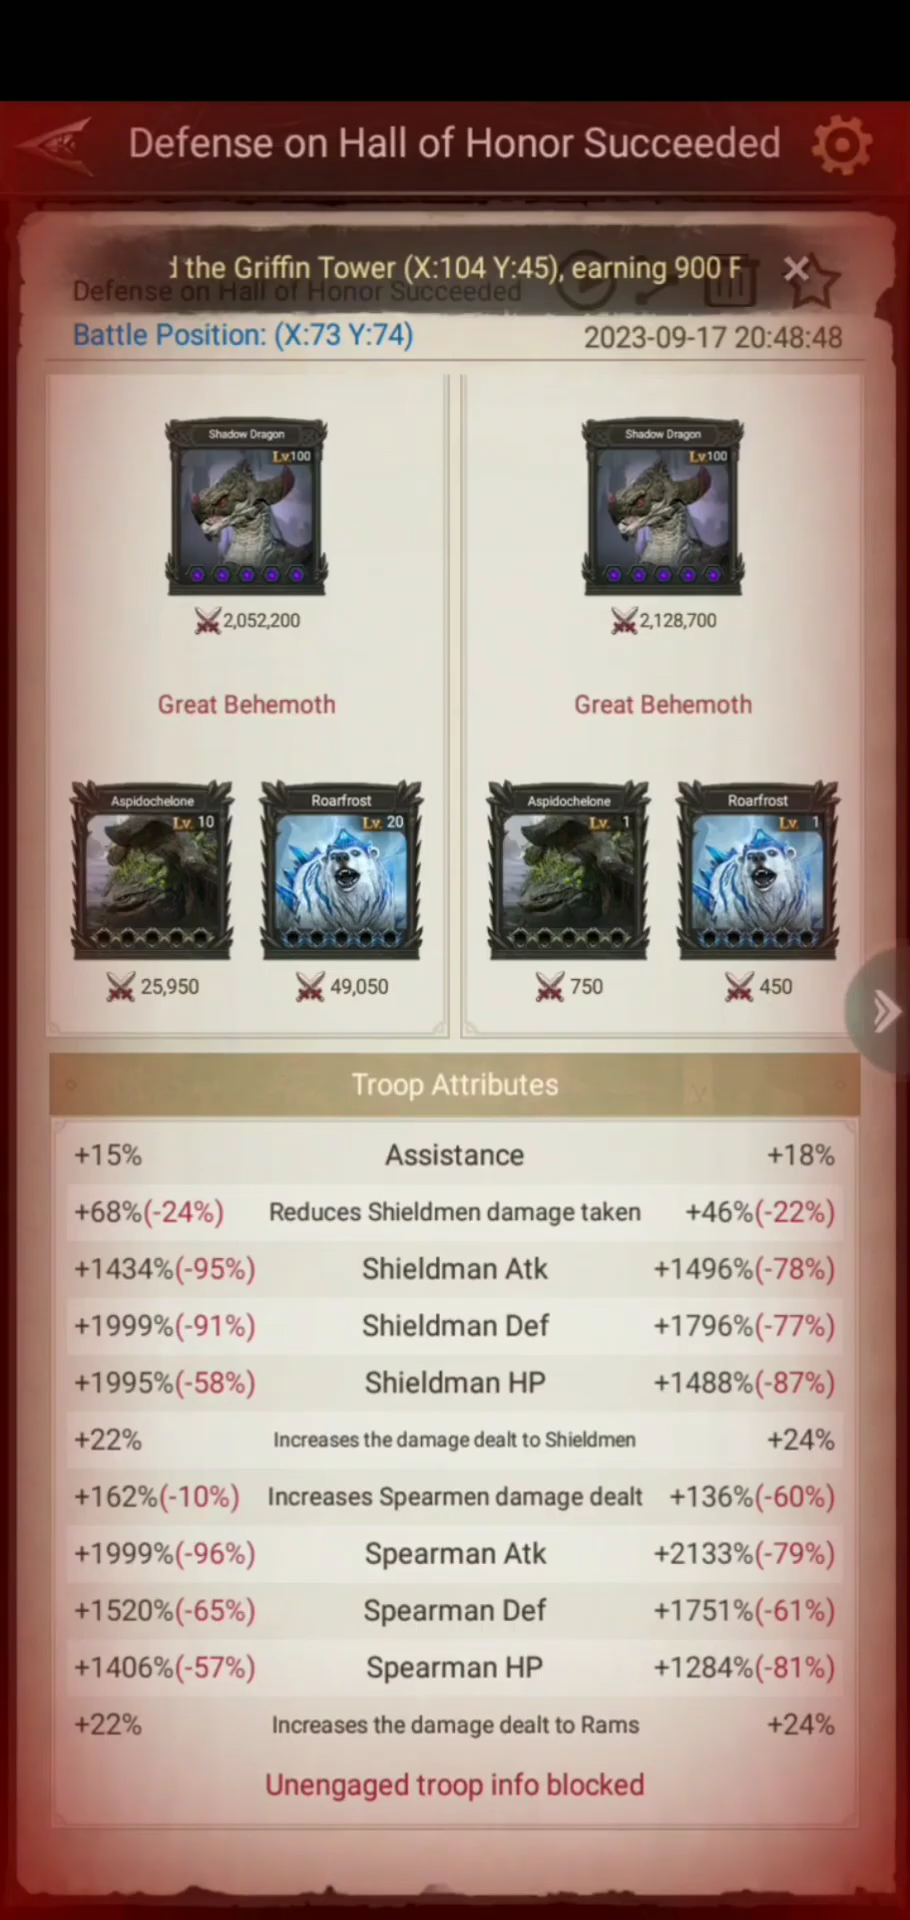 Defense on Hall of Honor Succeeded
the Griffin Tower (X:104 Y:45), earning 900
Defense on Hall of Honor Succeeded
Battle Position: (X:73 Y:74) 2023-09-17 20:48:48
Shadow Dragon Shadow Dragon
Lv.100 Lv.100
2,052,200 2,128,700
Great Behemoth Great Behemoth
Aspidochelone Roarfrost Aspidochelone Roarfrost
Lv. 10 Lv. 20 Lv. 1 Lv. 1
25,950 49,050 750 450
Troop Attributes
+15% Assistance +18%
+68%(-24%) Reduces Shieldmen damage taken +46%(-22%)
+1434%(-95%) Shieldman Atk +1496%(-78%)
+1999%(-91%) Shieldman Def +1796%(-77%)
+1995%(-58%) Shieldman HP +1488%(-87%)
+22% Increases the damage dealt to Shieldmen +24%
+162%(-10%) Increases Spearmen damage dealt +136%(-60%)
+1999%(-96%) Spearman Atk +2133%(-79%)
+1520%(-65%) Spearman Def +1751%(-61%)
+1406%(-57%) Spearman HP +1284%(-81%)
+22% Increases the damage dealt to Rams +24%
Unengaged troop info blocked